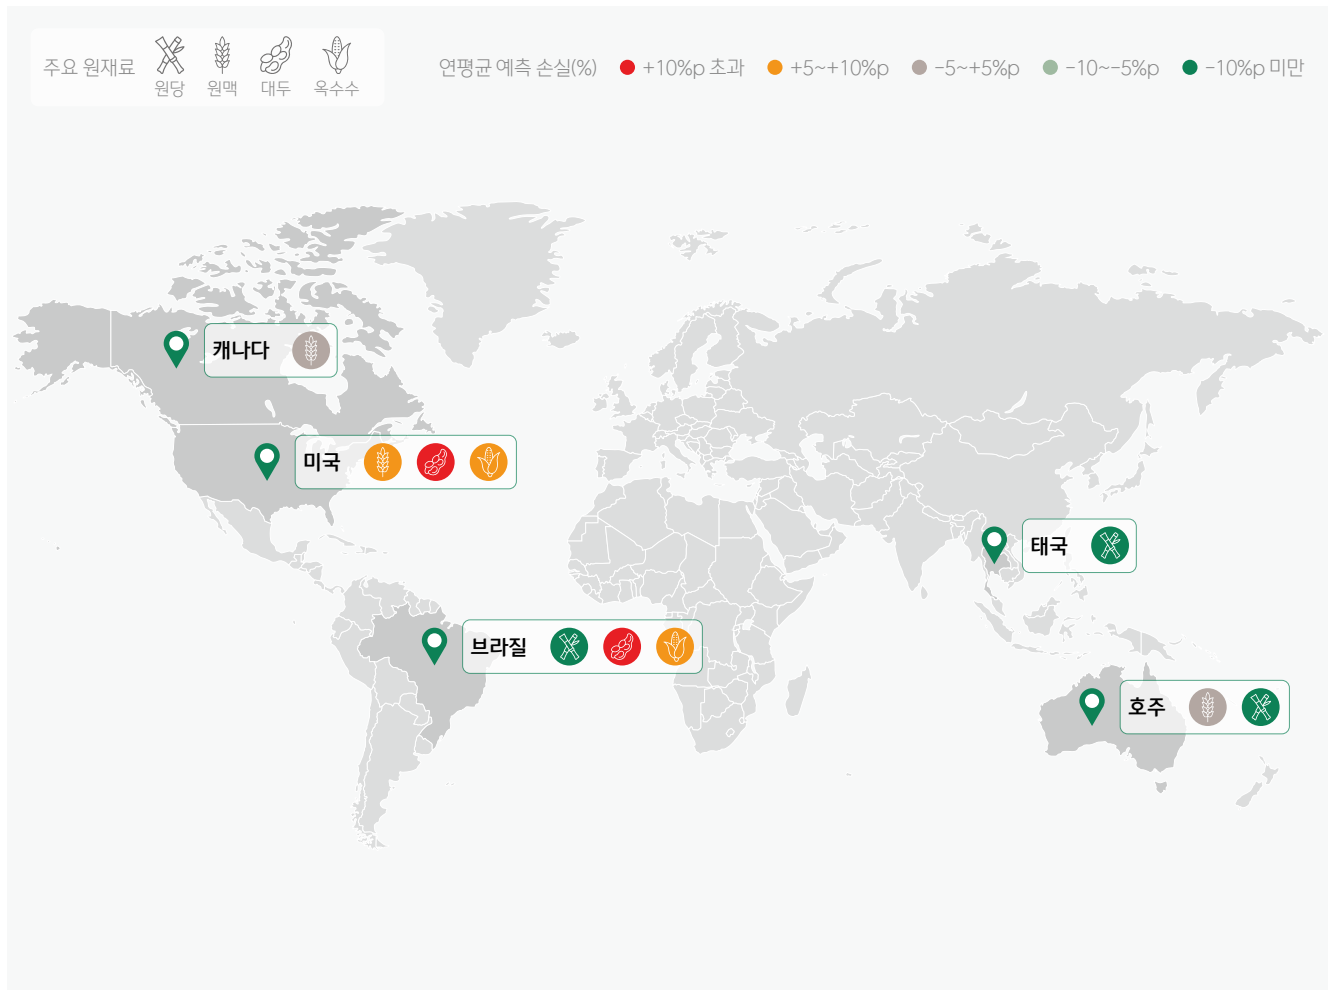 주요 원재료
원당 원맥 대두 옥수수
연평균 예측 손실(%) +10%p 초과 +5~+10%p -5~+5%p -10~-5%p -10%p 미만
캐나다
미국
태국
브라질
호주